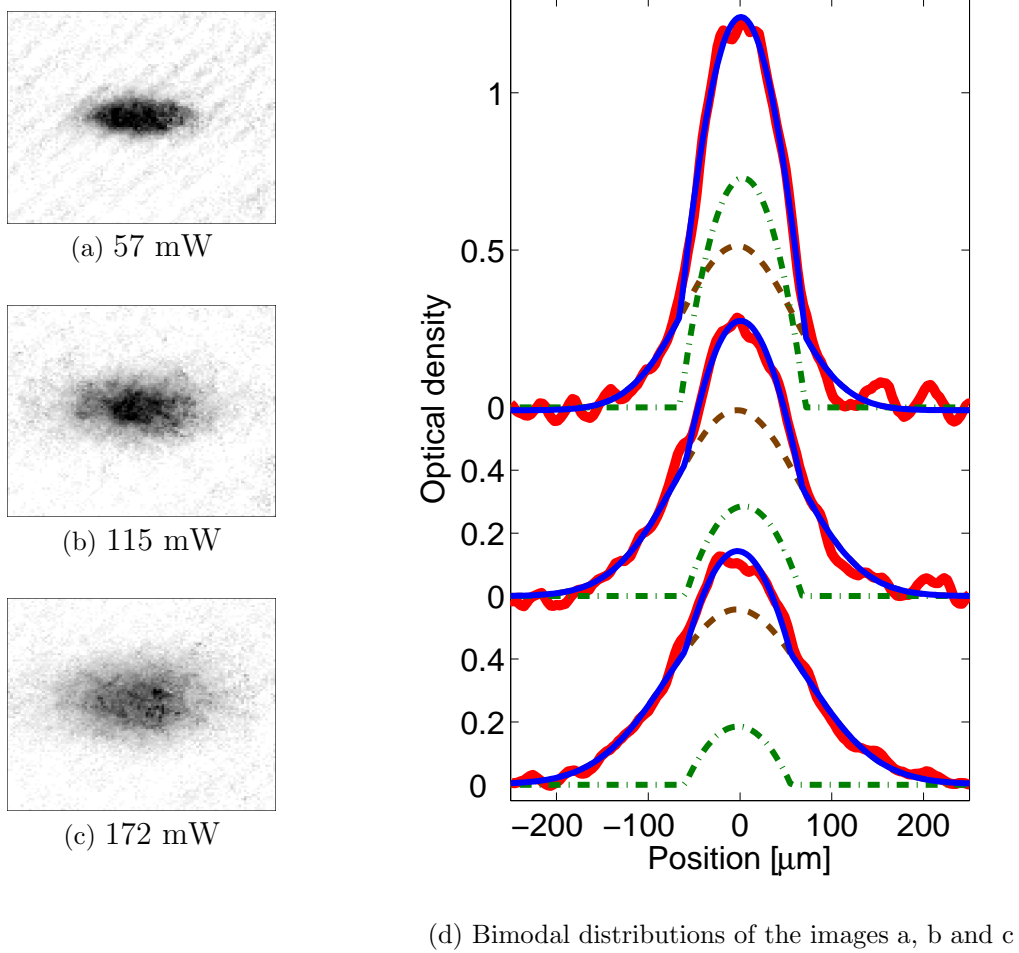 (a) 57 mW
(b) 115 mW
(c) 172 mW
1
0.5
0
0.4
0.2
0
0.4
0.2
0
Optical density
−200 −100 0 100 200
Position [μm]
(d) Bimodal distributions of the images a, b and c